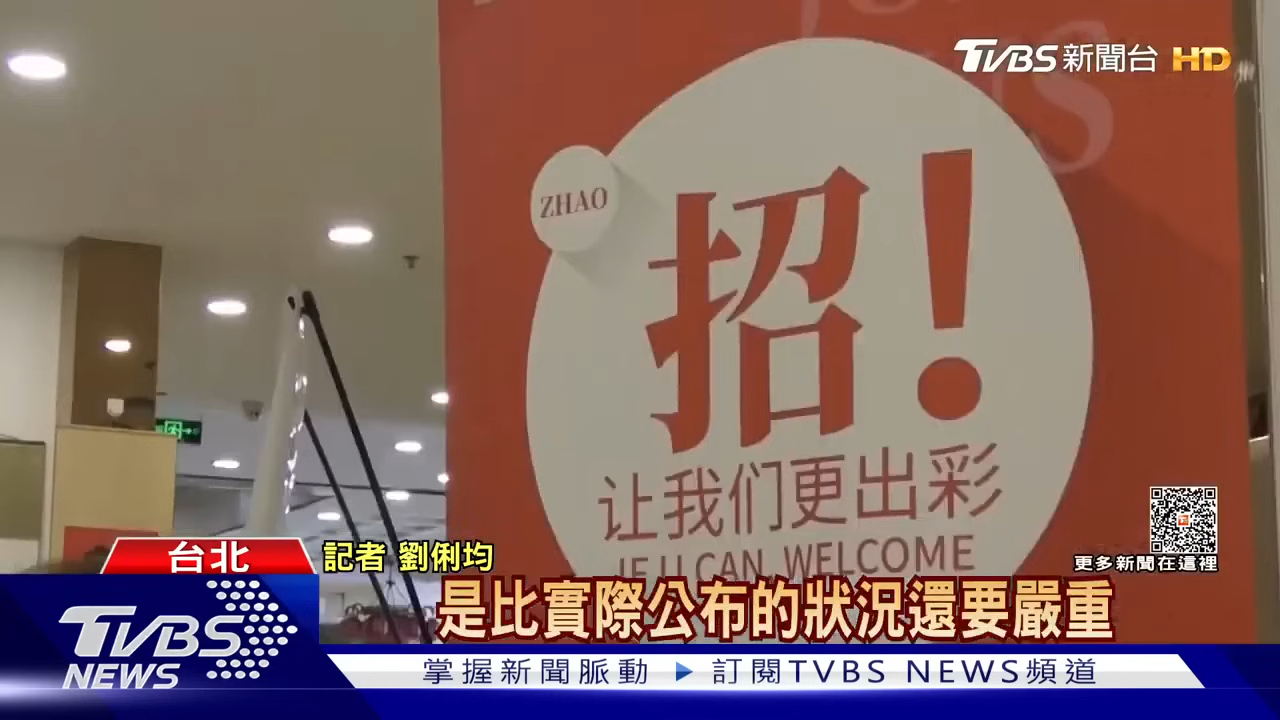 TVBS新聞台 HD
ZHAO
招!
让我们更出彩
IF U CAN, WELCOME
更多新聞在這裡
台北
記者 劉俐均
是比實際公布的狀況還要嚴重
TVBS NEWS
掌握新聞脈動 ▶ 訂閱TVBS NEWS頻道